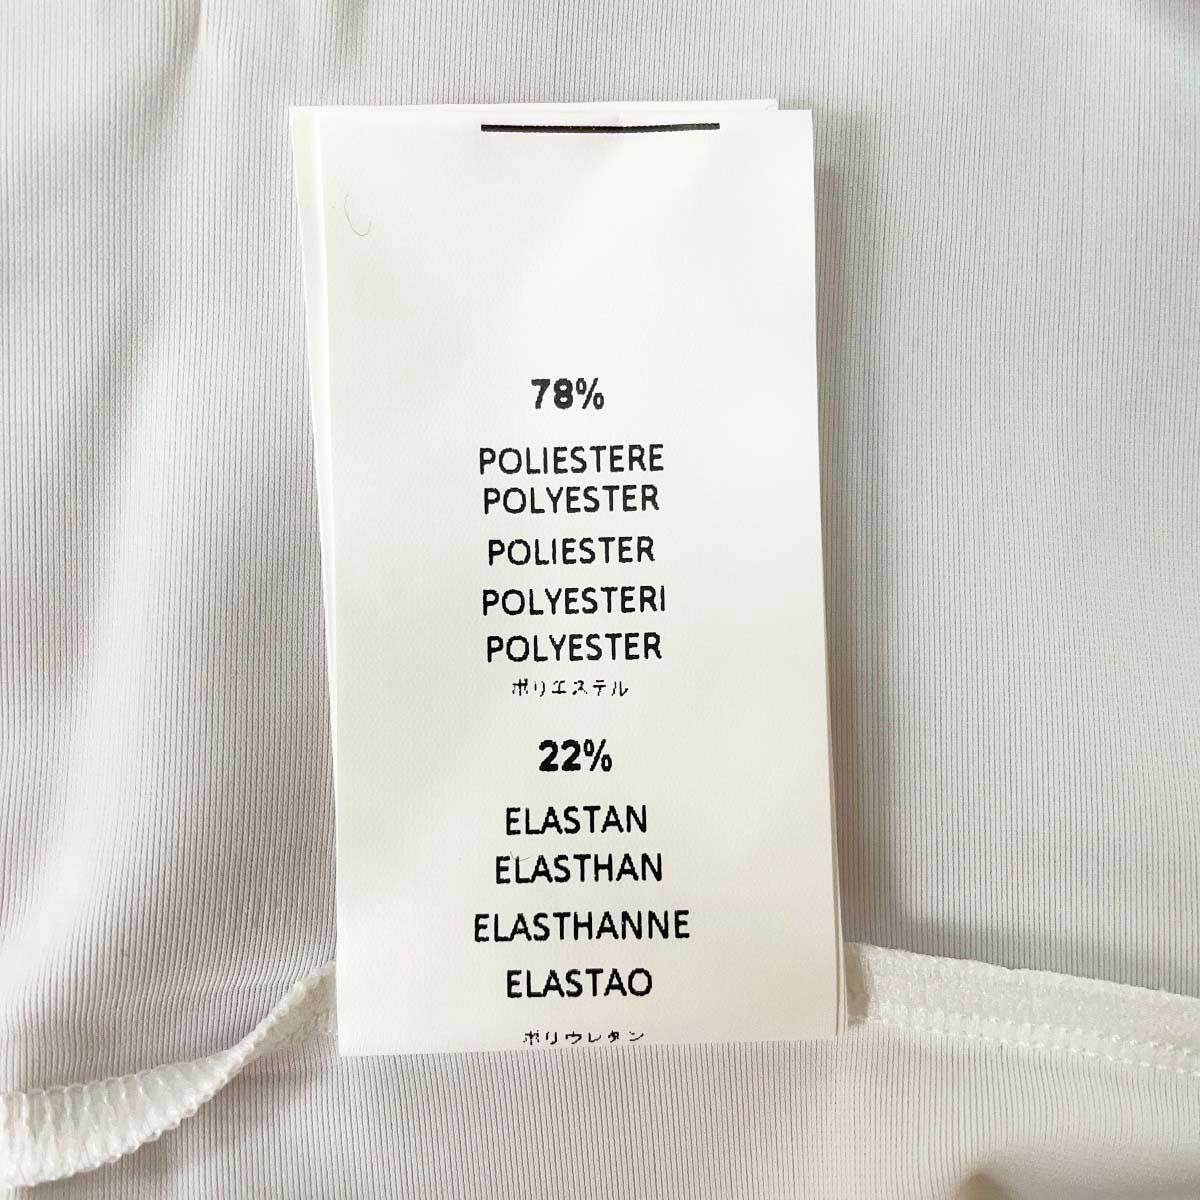 78%
POLIESTERE
POLYESTER
POLIESTER
POLYESTERI
POLYESTER
ポリエステル
22%
ELASTAN
ELASTHAN
ELASTHANNE
ELASTAO
ポリウレタン